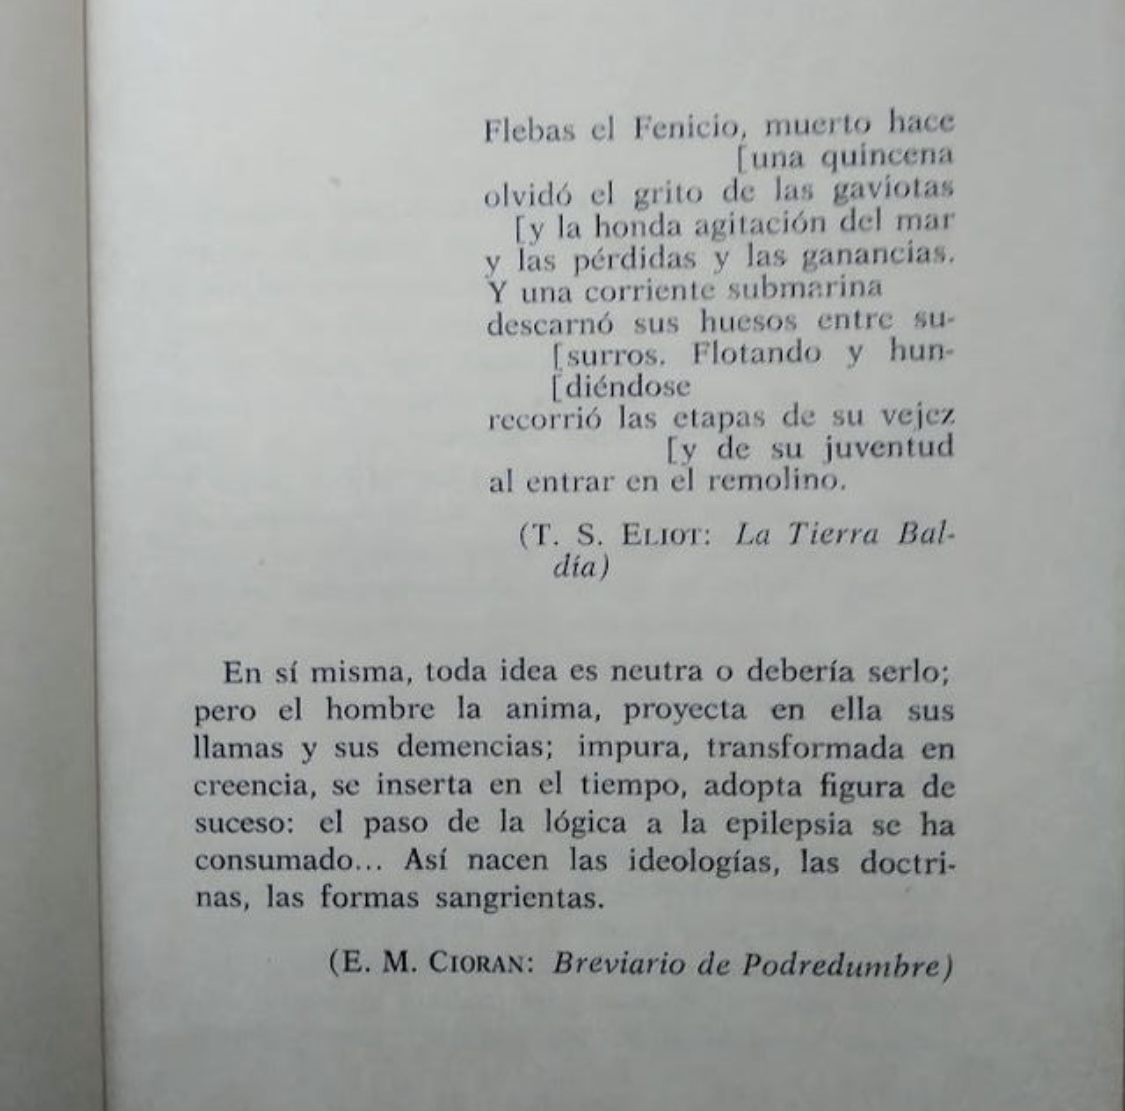 Flebas el Fenicio, muerto hace
[una quincena
olvidó el grito de las gaviotas
[y la honda agitación del mar
y las pérdidas y las ganancias.
Y una corriente submarina
descarnó sus huesos entre su-
[surros. Flotando y hun-
[diéndose
recorrió las etapas de su vejez
[y de su juventud
al entrar en el remolino.
(T. S. ELIOT: La Tierra Bal-
día)
En sí misma, toda idea es neutra o debería serlo;
pero el hombre la anima, proyecta en ella sus
llamas y sus demencias; impura, transformada en
creencia, se inserta en el tiempo, adopta figura de
suceso: el paso de la lógica a la epilepsia se ha
consumado... Así nacen las ideologías, las doctri-
nas, las formas sangrientas.
(E. M. CIORAN: Breviario de Podredumbre)